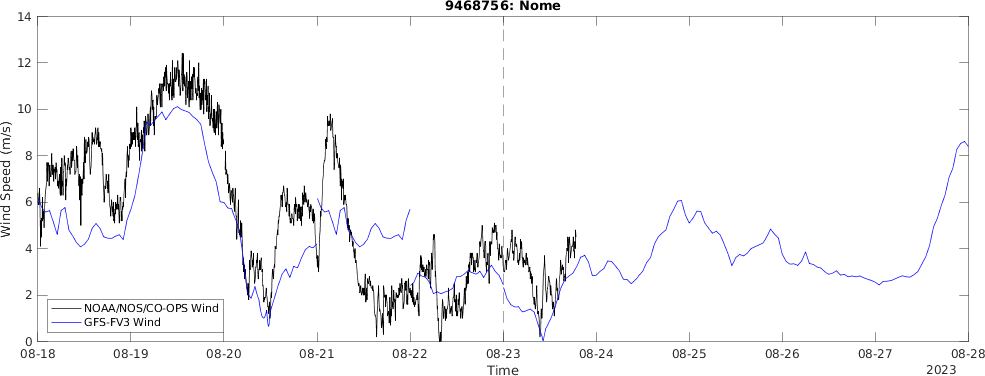 9468756: Nome
Wind Speed (m/s)
14
12
10
8
6
4
2
0
NOAA/NOS/CO-OPS Wind
GFS-FV3 Wind
08-18 08-19 08-20 08-21 08-22 08-23 08-24 08-25 08-26 08-27 08-28
Time
2023